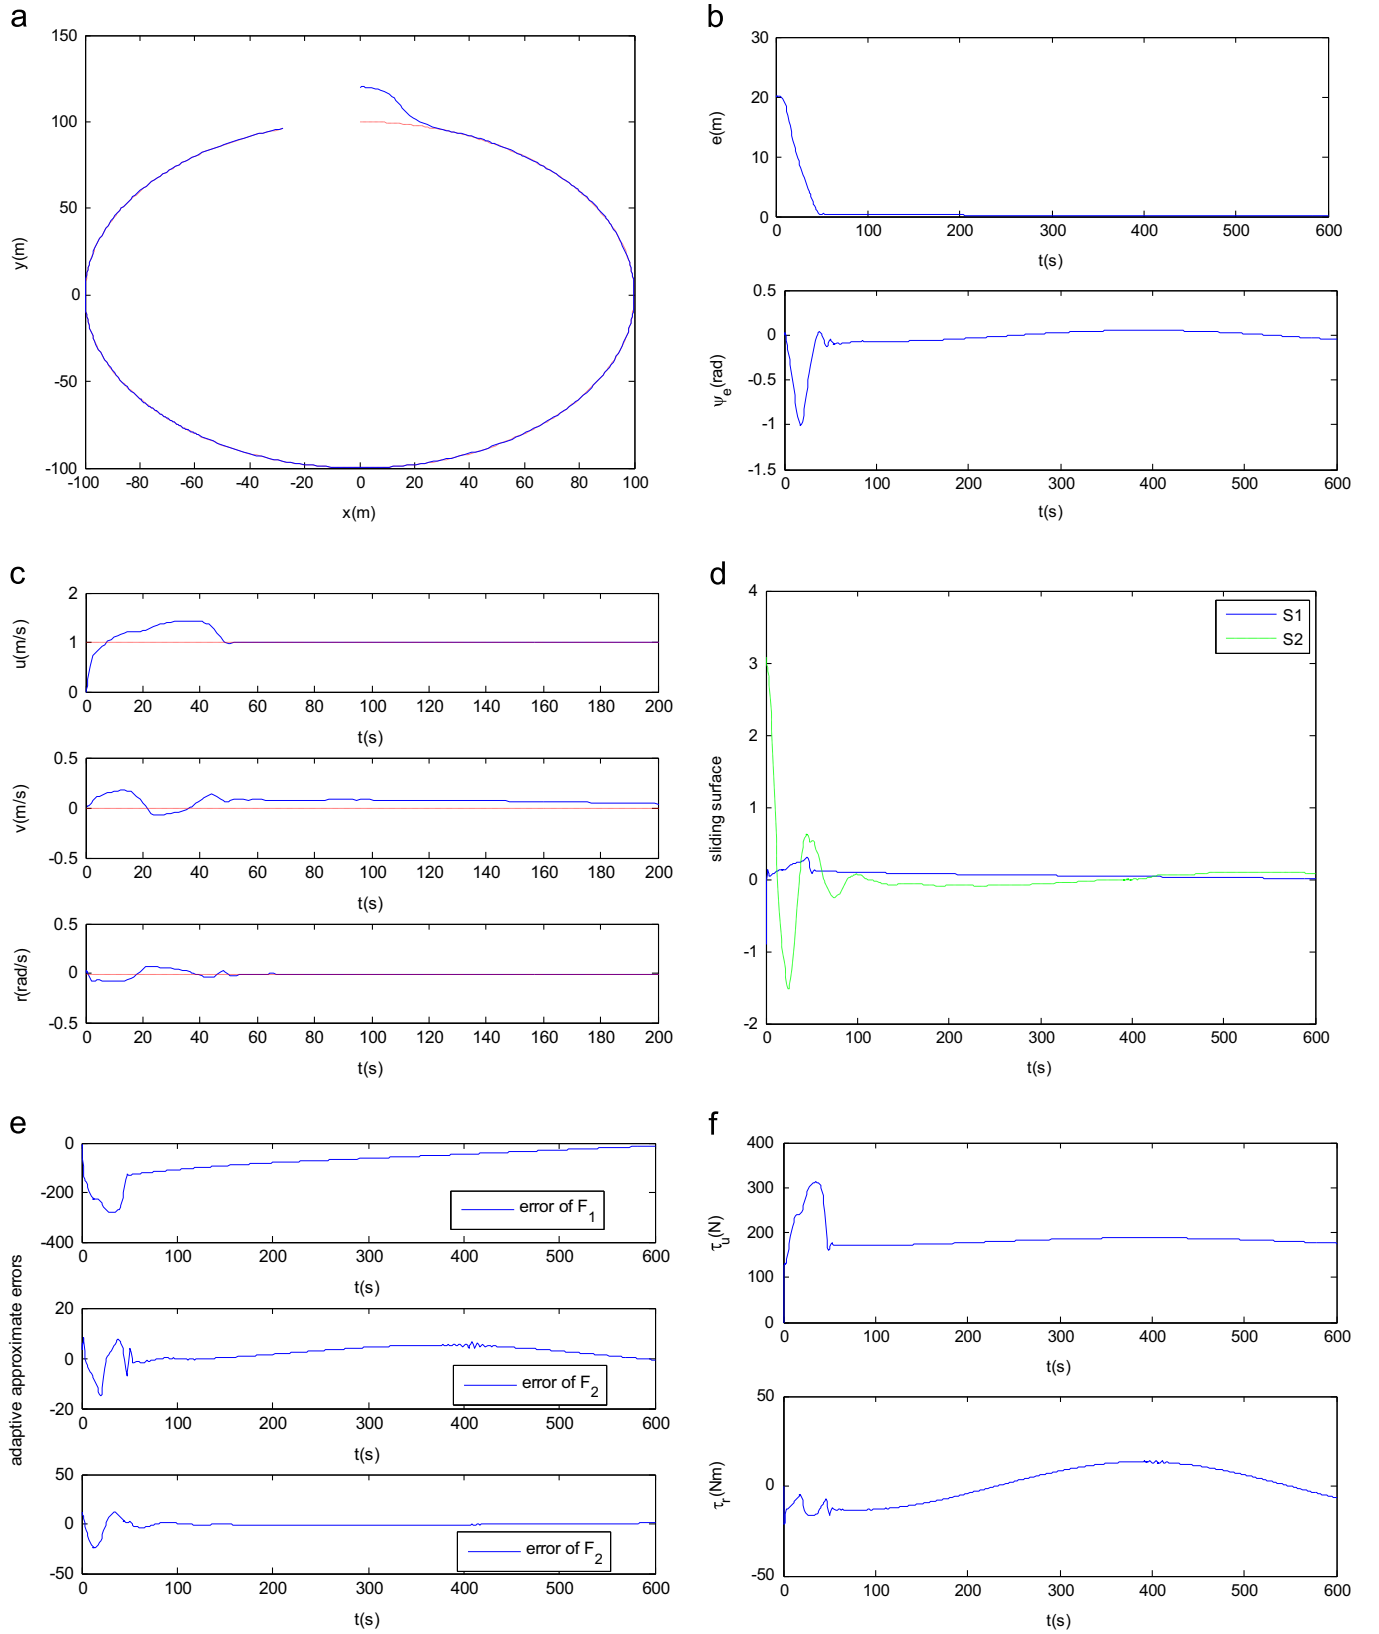 a
150
100
50
0
-50
-100
-100 -80 -60 -40 -20 0 20 40 60 80 100
y(m)
x(m)
b
30
20
10
0
0 100 200 300 400 500 600
e(m)
t(s)
0.5
0
-0.5
-1
-1.5
0 100 200 300 400 500 600
ψe(rad)
t(s)
c
2
1
0
0 20 40 60 80 100 120 140 160 180 200
u(m/s)
t(s)
0.5
0
-0.5
0 20 40 60 80 100 120 140 160 180 200
v(m/s)
t(s)
0.5
0
-0.5
0 20 40 60 80 100 120 140 160 180 200
r(rad/s)
t(s)
d
4
3
2
1
0
-1
-2
0 100 200 300 400 500 600
sliding surface
t(s)
S1
S2
e
adaptive approximate errors
0
-200
-400
0 100 200 300 400 500 600
error of F1
t(s)
20
0
-20
0 100 200 300 400 500 600
error of F2
t(s)
50
0
-50
0 100 200 300 400 500 600
error of F2
t(s)
f
400
300
200
100
0
0 100 200 300 400 500 600
τu(N)
t(s)
50
0
-50
0 100 200 300 400 500 600
τr(Nm)
t(s)